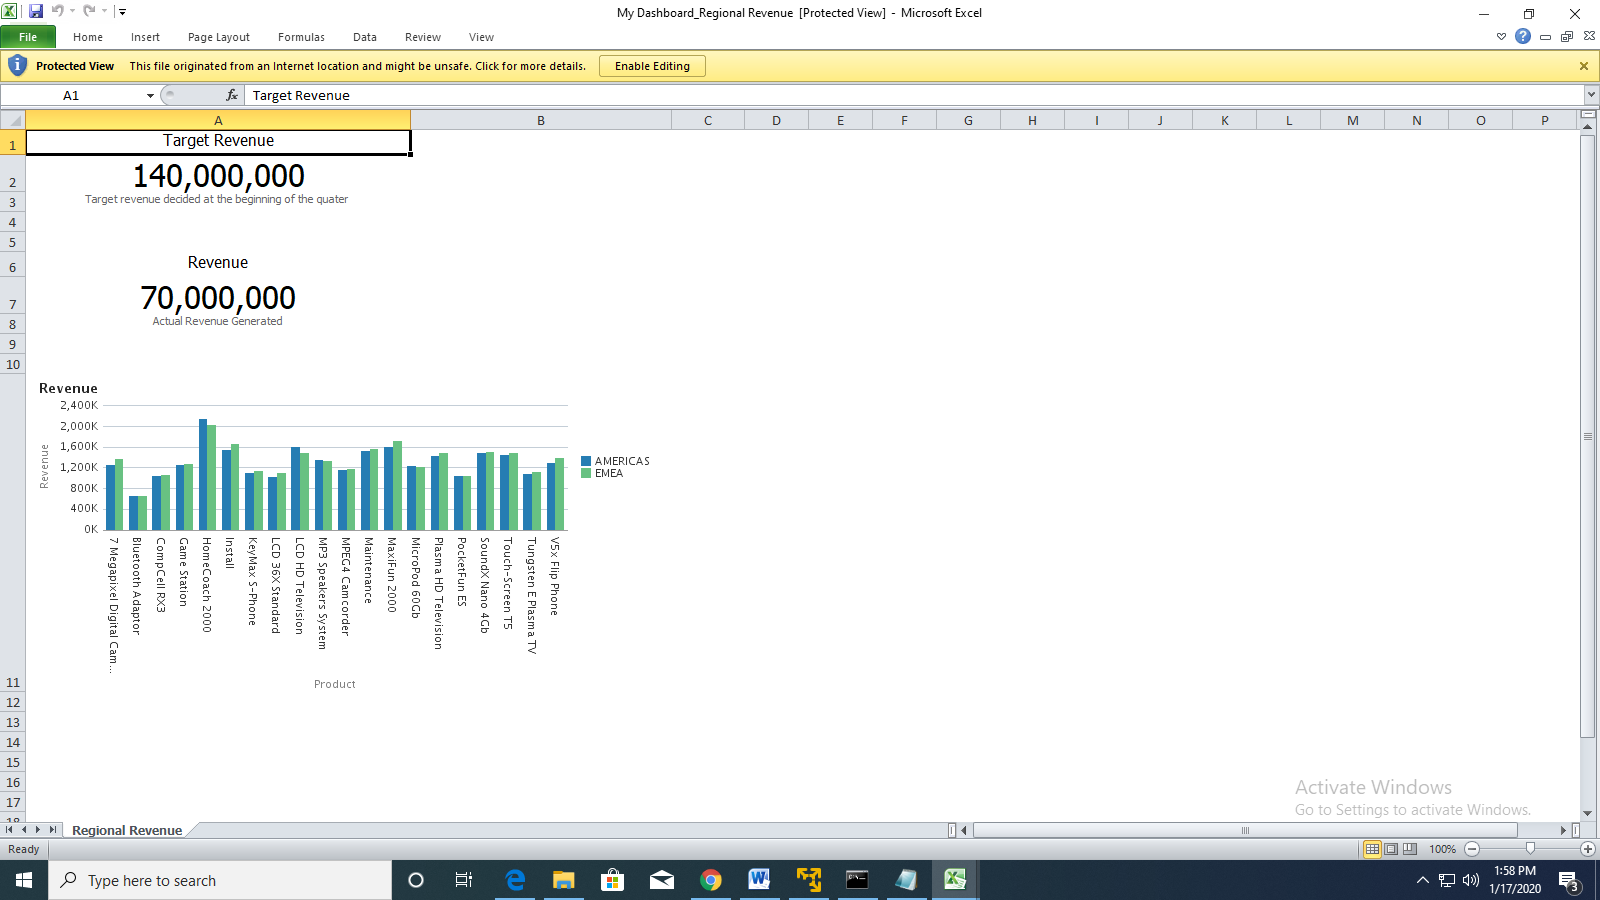 My Dashboard_Regional Revenue [Protected View] - Microsoft Excel
File Home Insert Page Layout Formulas Data Review View
Protected View This file originated from an Internet location and might be unsafe. Click for more details. Enable Editing
A1 fx Target Revenue
A B C D E F G H I J K L M N O P
1 Target Revenue
2 140,000,000
3 Target revenue decided at the beginning of the quater
4
5
6 Revenue
7 70,000,000
8 Actual Revenue Generated
9
10
Revenue
2,400K
2,000K
1,600K
1,200K
800K
400K
0K
Revenue
AMERICAS
EMEA
7 Megapixel Digital Cam...
Bluetooth Adaptor
CompCell RX3
Game Station
HomeCoach 2000
Install
KeyMax S-Phone
LCD 36X Standard
LCD HD Television
MP3 Speakers System
MPEG4 Camcorder
Maintenance
MaxiFun 2000
MicroPod 60Gb
Plasma HD Television
PocketFun ES
SoundX Nano 4Gb
Touch-Screen T5
Tungsten E Plasma TV
V5x Flip Phone
Product
11
12
13
14
15
16
17
18
Activate Windows
Go to Settings to activate Windows.
Regional Revenue
Ready 100%
Type here to search
1:58 PM
1/17/2020
3